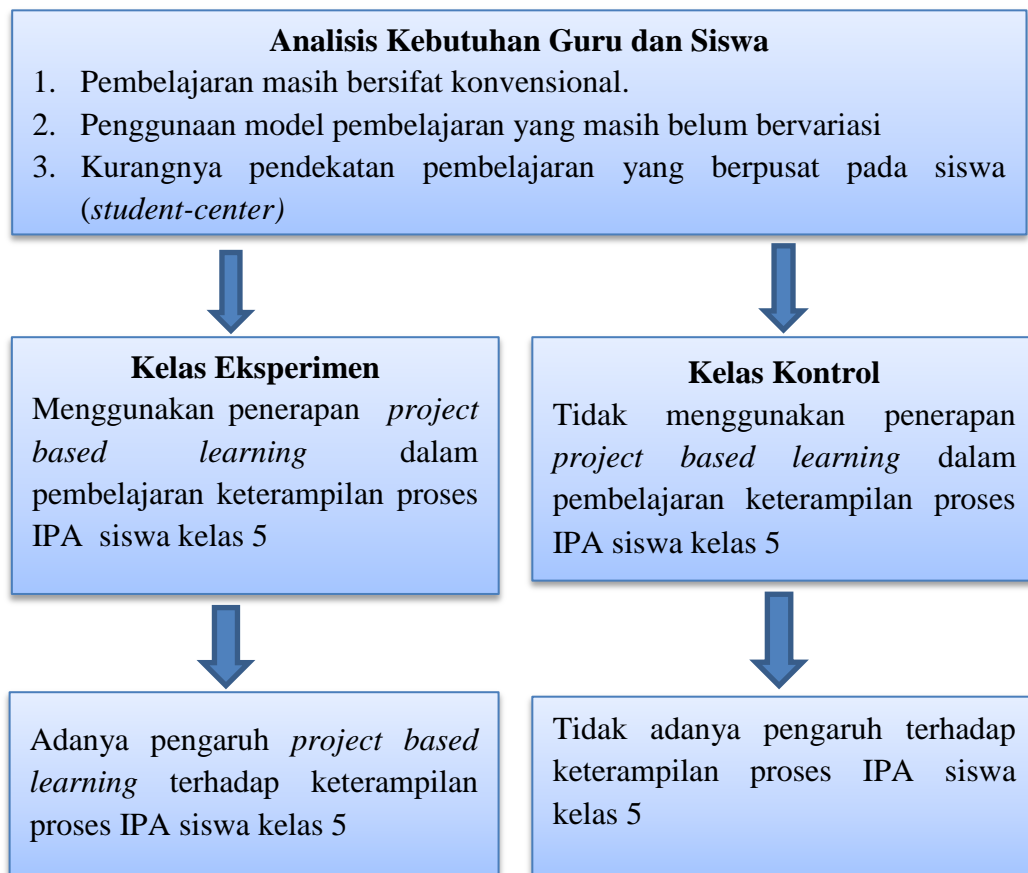 Analisis Kebutuhan Guru dan Siswa
1. Pembelajaran masih bersifat konvensional.
2. Penggunaan model pembelajaran yang masih belum bervariasi
3. Kurangnya pendekatan pembelajaran yang berpusat pada siswa
(student-center)
Kelas Eksperimen
Menggunakan penerapan project
based learning dalam
pembelajaran keterampilan proses
IPA siswa kelas 5
Kelas Kontrol
Tidak menggunakan penerapan
project based learning dalam
pembelajaran keterampilan proses
IPA siswa kelas 5
Adanya pengaruh project based
learning terhadap keterampilan
proses IPA siswa kelas 5
Tidak adanya pengaruh terhadap
keterampilan proses IPA siswa
kelas 5